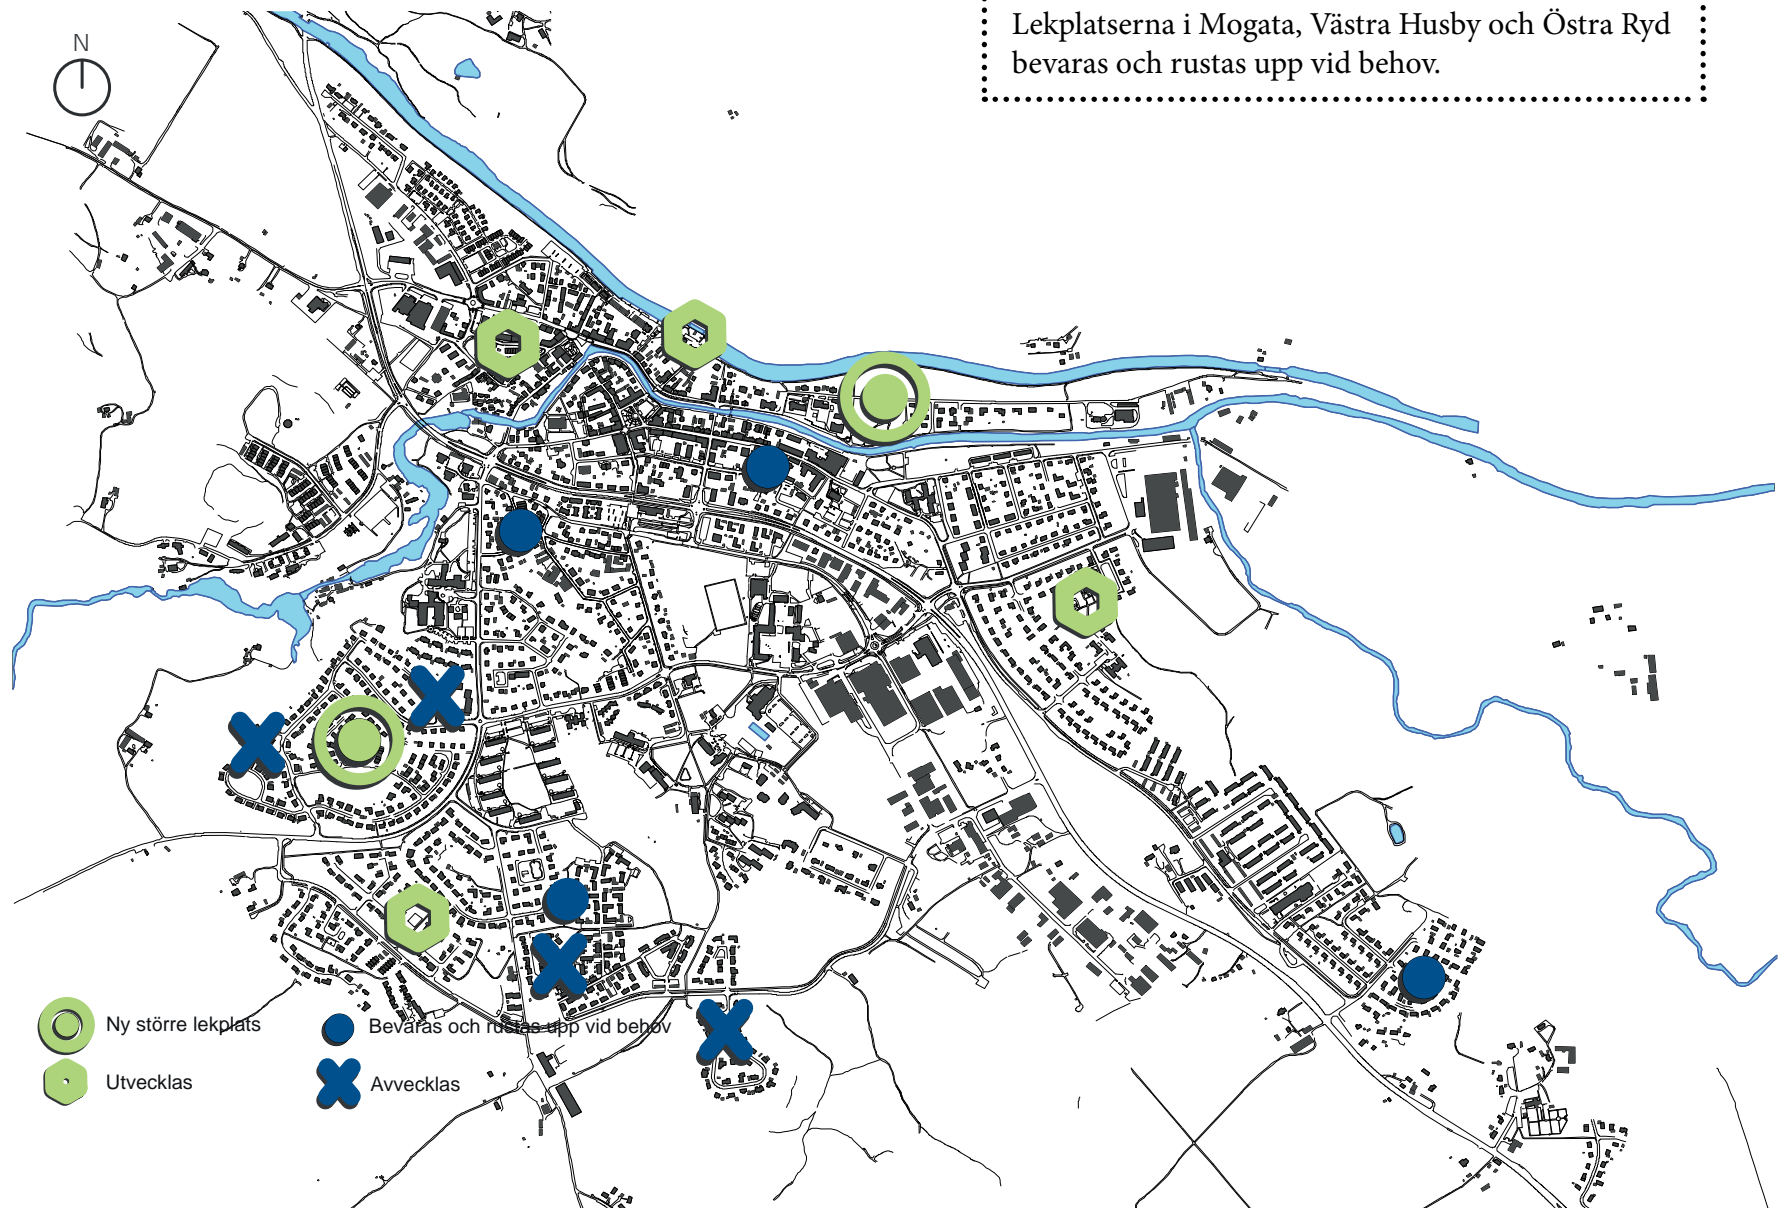 Lekplatserna i Mogata, Västra Husby och Östra Ryd
bevaras och rustas upp vid behov.
N
Ny större lekplats
Bevaras och rustas upp vid behov
Utvecklas
Avvecklas